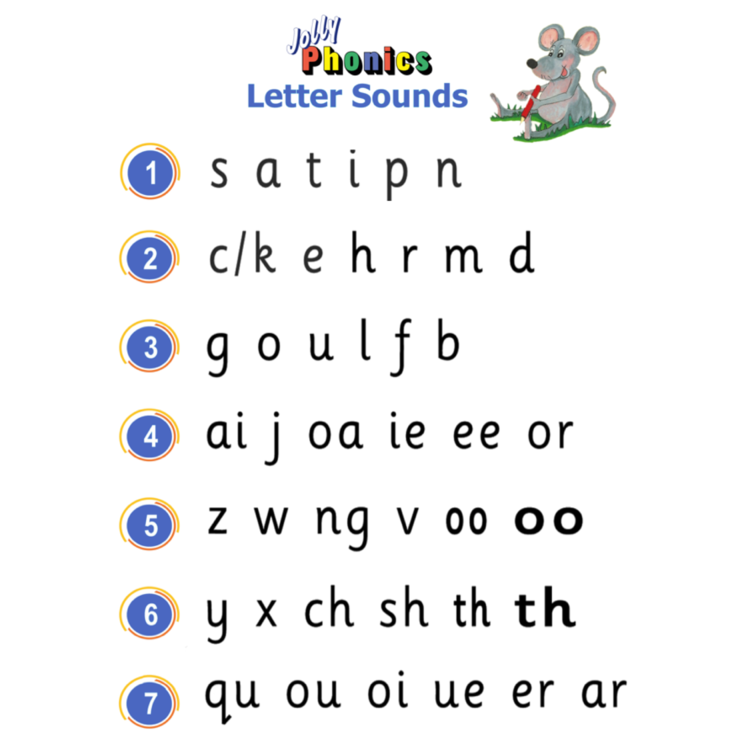 Jolly
Phonics
Letter Sounds
1 s a t i p n
2 c/k e h r m d
3 g o u l f b
4 ai j oa ie ee or
5 z w ng v oo oo
6 y x ch sh th th
7 qu ou oi ue er ar